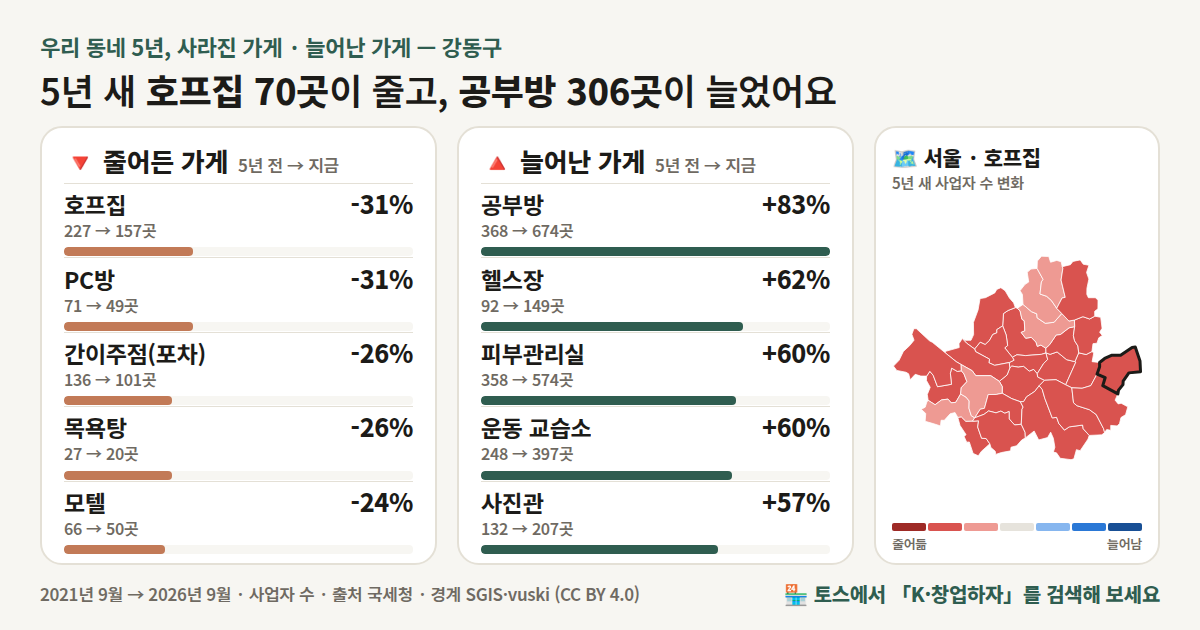 우리 동네 5년, 사라진 가게 · 늘어난 가게 — 강동구
5년 새 호프집 70곳이 줄고, 공부방 306곳이 늘었어요
줄어든 가게 5년 전 → 지금
호프집 -31%
227 → 157곳
PC방 -31%
71 → 49곳
간이주점(포차) -26%
136 → 101곳
목욕탕 -26%
27 → 20곳
모텔 -24%
66 → 50곳
늘어난 가게 5년 전 → 지금
공부방 +83%
368 → 674곳
헬스장 +62%
92 → 149곳
피부관리실 +60%
358 → 574곳
운동 교습소 +60%
248 → 397곳
사진관 +57%
132 → 207곳
서울 · 호프집
5년 새 사업자 수 변화
줄어듦 늘어남
2021년 9월 → 2026년 9월 · 사업자 수 · 출처 국세청 · 경계 SGIS·vuski (CC BY 4.0)
토스에서 「K·창업하자」를 검색해 보세요